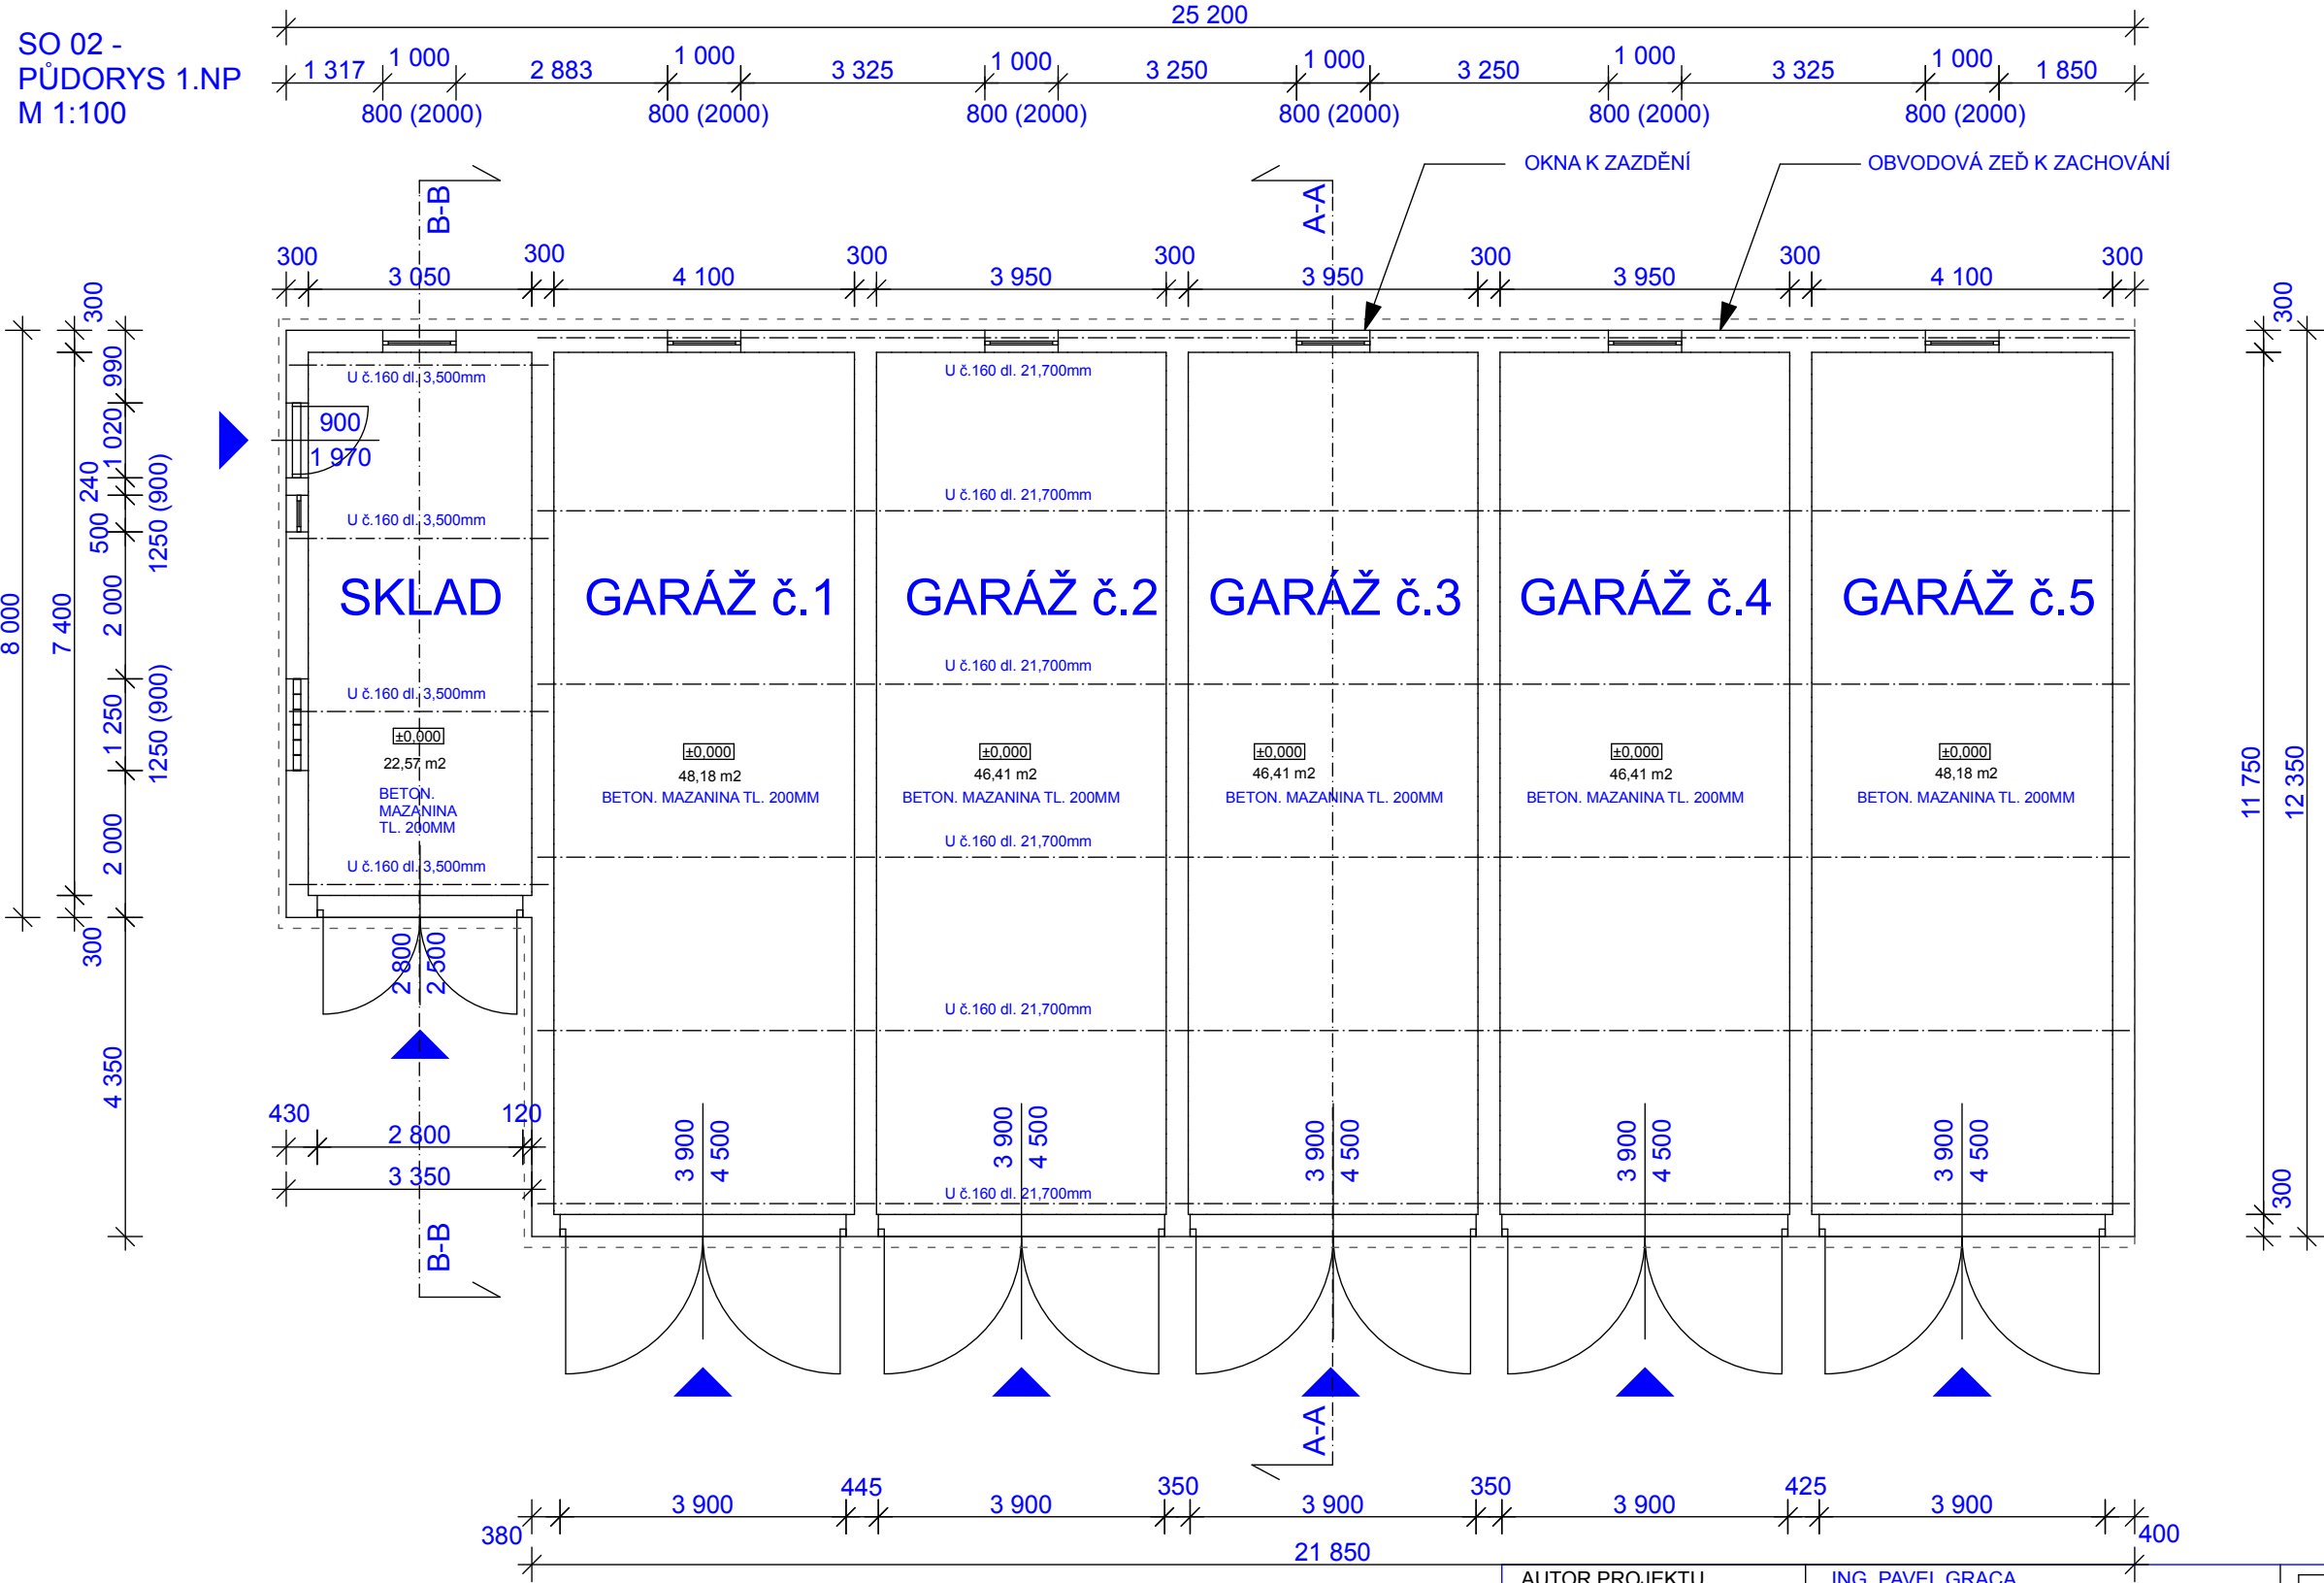 25 200
SO 02 -
PŮDORYS 1.NP
M 1:100
1 317
1 000
2 883
1 000
3 325
1 000
3 250
1 000
3 250
1 000
3 325
1 000
1 850
800 (2000)
800 (2000)
800 (2000)
800 (2000)
800 (2000)
800 (2000)
OKNA K ZAZDĚNÍ
OBVODOVÁ ZEĎ K ZACHOVÁNÍ
B-B
A-A
300
3 050
300
4 100
300
3 950
300
3 950
300
3 950
300
4 100
300
300
990
1 020
240
500
1250 (900)
2 000
8 000
7 400
1 250
1250 (900)
2 000
300
4 350
900
1 970
U č.160 dl. 3,500mm
U č.160 dl. 21,700mm
U č.160 dl. 3,500mm
U č.160 dl. 21,700mm
SKLAD
GARÁŽ č.1
GARÁŽ č.2
GARÁŽ č.3
GARÁŽ č.4
GARÁŽ č.5
U č.160 dl. 3,500mm
U č.160 dl. 21,700mm
±0,000
22,57 m2
BETON.
MAZANINA
TL. 200MM
±0,000
48,18 m2
BETON. MAZANINA TL. 200MM
±0,000
46,41 m2
BETON. MAZANINA TL. 200MM
±0,000
46,41 m2
BETON. MAZANINA TL. 200MM
±0,000
46,41 m2
BETON. MAZANINA TL. 200MM
±0,000
48,18 m2
BETON. MAZANINA TL. 200MM
U č.160 dl. 3,500mm
U č.160 dl. 21,700mm
U č.160 dl. 21,700mm
U č.160 dl. 21,700mm
300
11 750
12 350
300
2 800
2 500
430
2 800
120
3 350
B-B
3 900
4 500
3 900
4 500
3 900
4 500
3 900
4 500
3 900
4 500
A-A
380
3 900
445
3 900
350
3 900
350
3 900
425
3 900
400
21 850
AUTOR PROJEKTU
ING. PAVEL GRACA